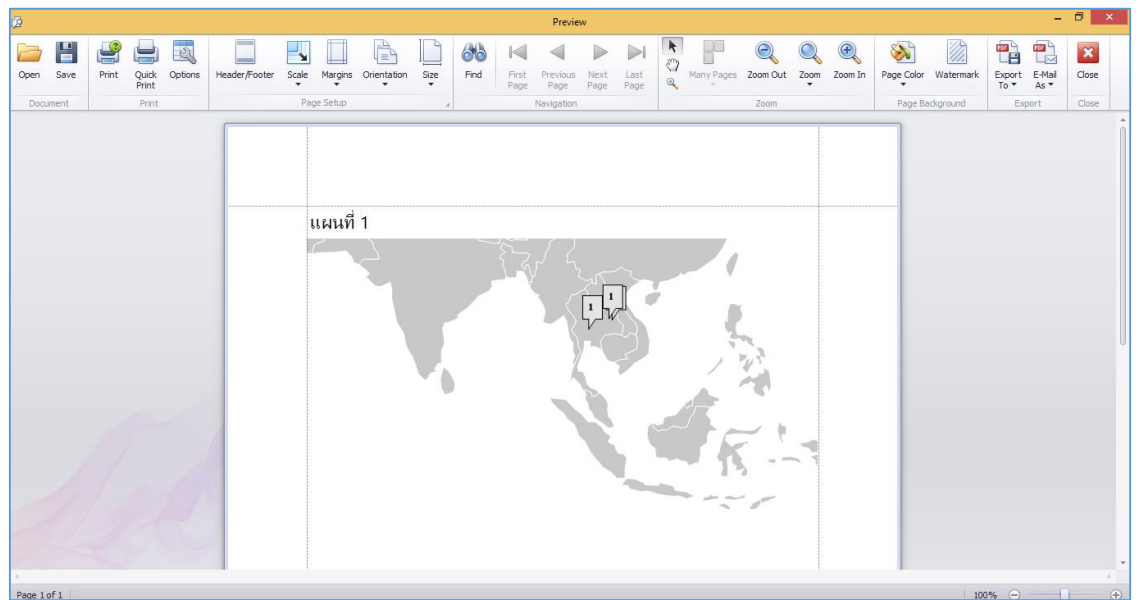 Preview
Open Save Print Quick Print Options Header/Footer Scale Margins Orientation Size Find First Page Previous Page Next Page Last Page Many Pages Zoom Out Zoom Zoom In Page Color Watermark Export To E-Mail As Close
Document Print Page Setup Navigation Zoom Page Background Export Close
แผนที่ 1
1
1
Page 1 of 1 100%